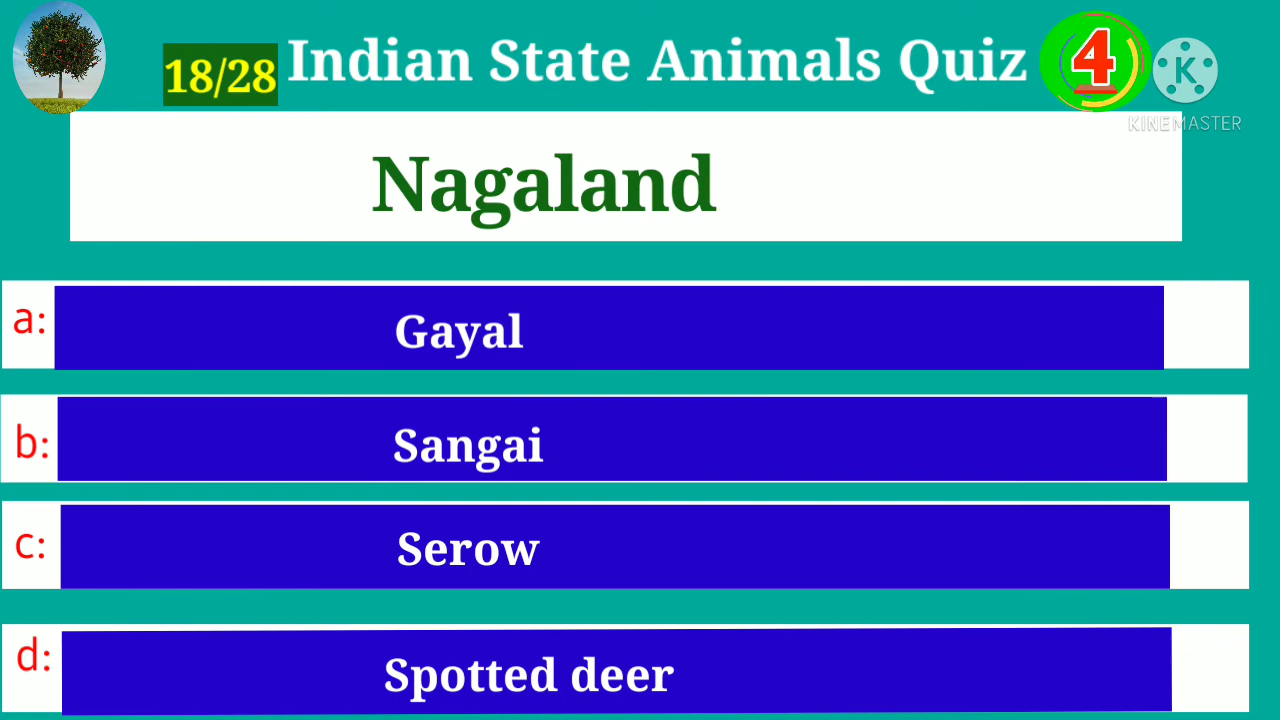 18/28 Indian State Animals Quiz 4
K
KINEMASTER
Nagaland
a: Gayal
b: Sangai
c: Serow
d: Spotted deer